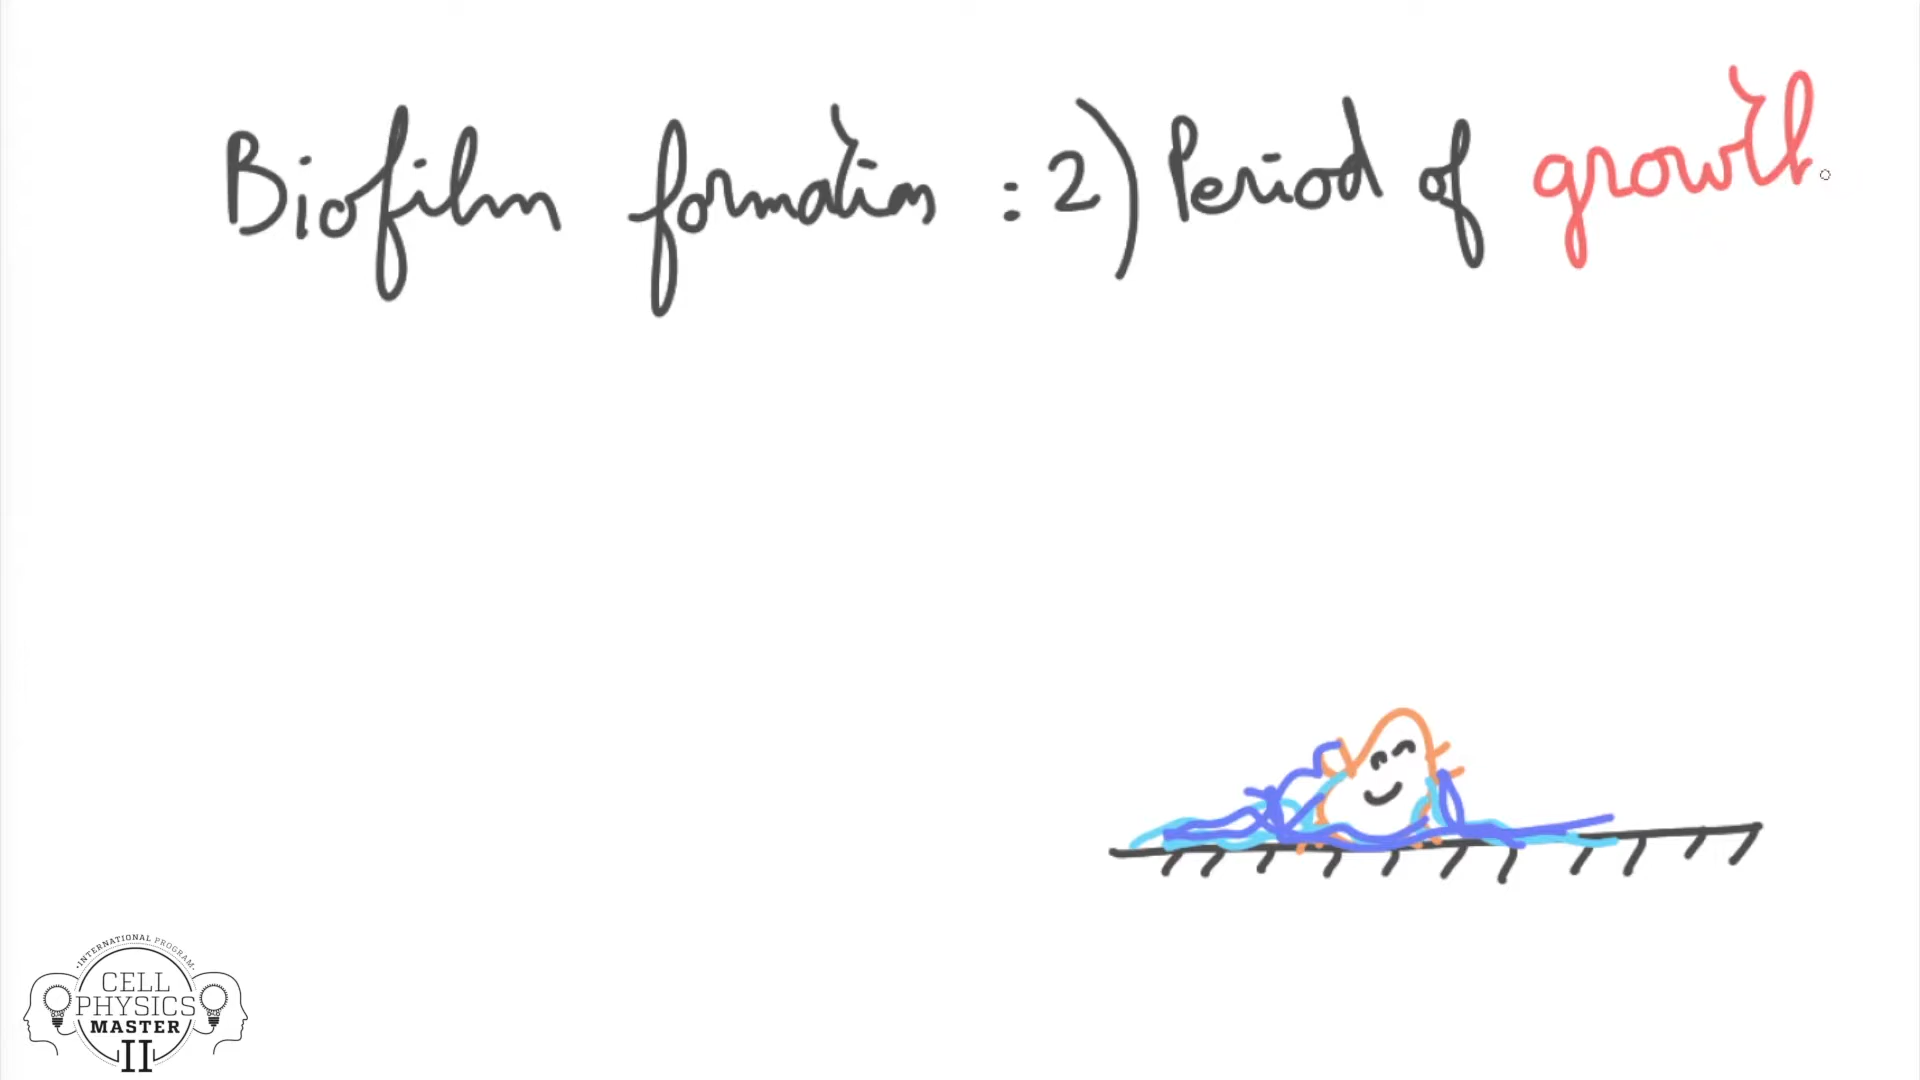 Biofilm formation : 2) Period of growth.
·INTERNATIONAL PROGRAM·
CELL
PHYSICS
MASTER
II